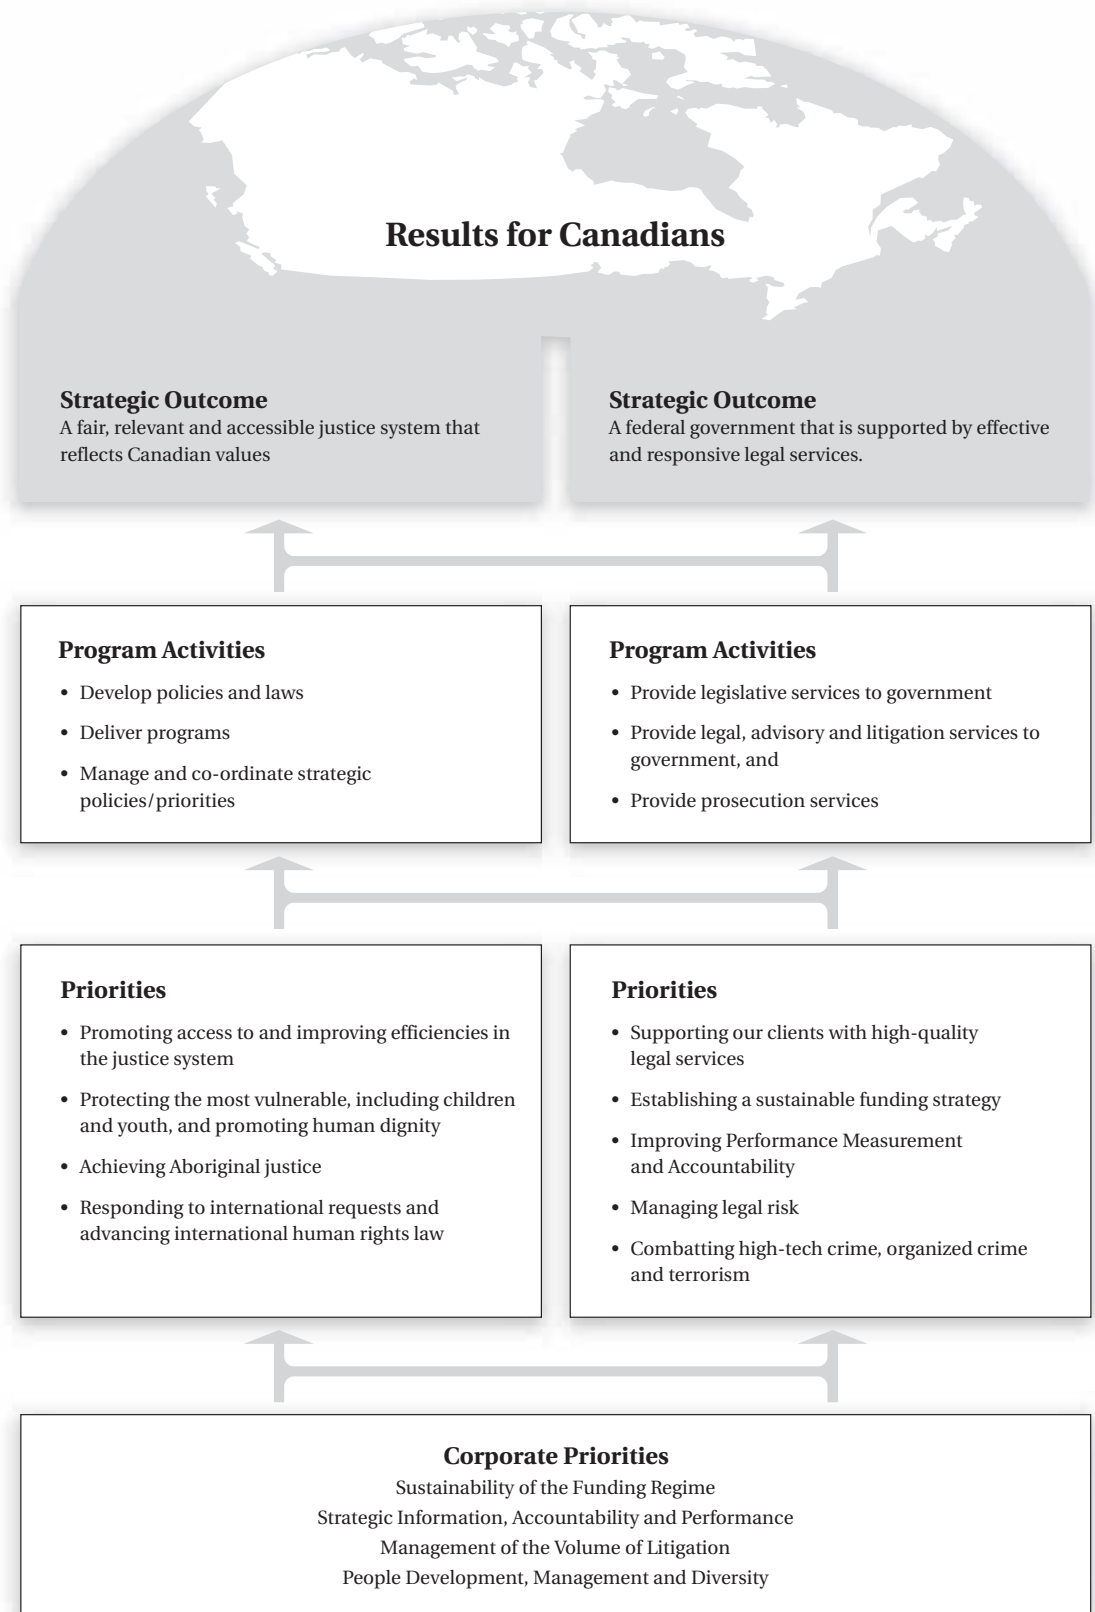 Results for Canadians
Strategic Outcome
A fair, relevant and accessible justice system that
reflects Canadian values
Strategic Outcome
A federal government that is supported by effective
and responsive legal services.
Program Activities
• Develop policies and laws
• Deliver programs
• Manage and co-ordinate strategic
policies/priorities
Program Activities
• Provide legislative services to government
• Provide legal, advisory and litigation services to
government, and
• Provide prosecution services
Priorities
• Promoting access to and improving efficiencies in
the justice system
• Protecting the most vulnerable, including children
and youth, and promoting human dignity
• Achieving Aboriginal justice
• Responding to international requests and
advancing international human rights law
Priorities
• Supporting our clients with high-quality
legal services
• Establishing a sustainable funding strategy
• Improving Performance Measurement
and Accountability
• Managing legal risk
• Combatting high-tech crime, organized crime
and terrorism
Corporate Priorities
Sustainability of the Funding Regime
Strategic Information, Accountability and Performance
Management of the Volume of Litigation
People Development, Management and Diversity